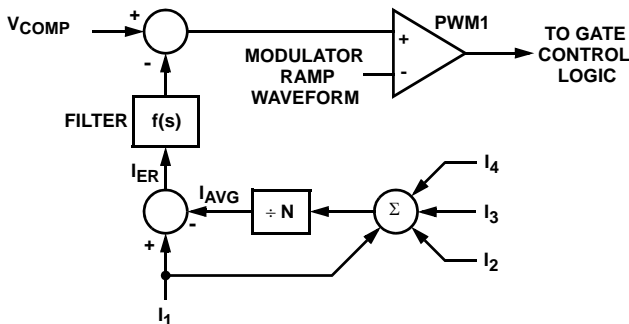 VCOMP
+
-
MODULATOR
RAMP
WAVEFORM
+
-
PWM1
TO GATE
CONTROL
LOGIC
FILTER
f(s)
IER
IAVG
÷ N
Σ
I4
I3
I2
+
-
I1